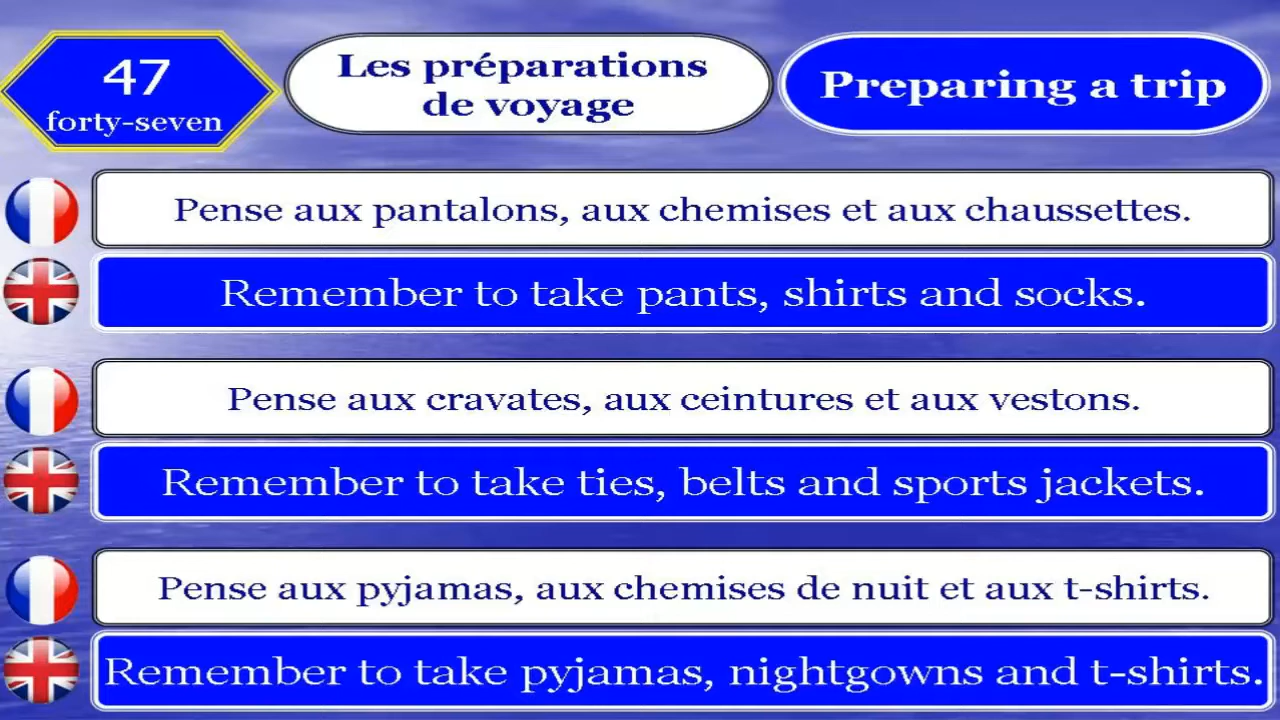 47
forty-seven
Les préparations
de voyage
Preparing a trip
Pense aux pantalons, aux chemises et aux chaussettes.
Remember to take pants, shirts and socks.
Pense aux cravates, aux ceintures et aux vestons.
Remember to take ties, belts and sports jackets.
Pense aux pyjamas, aux chemises de nuit et aux t-shirts.
Remember to take pyjamas, nightgowns and t-shirts.